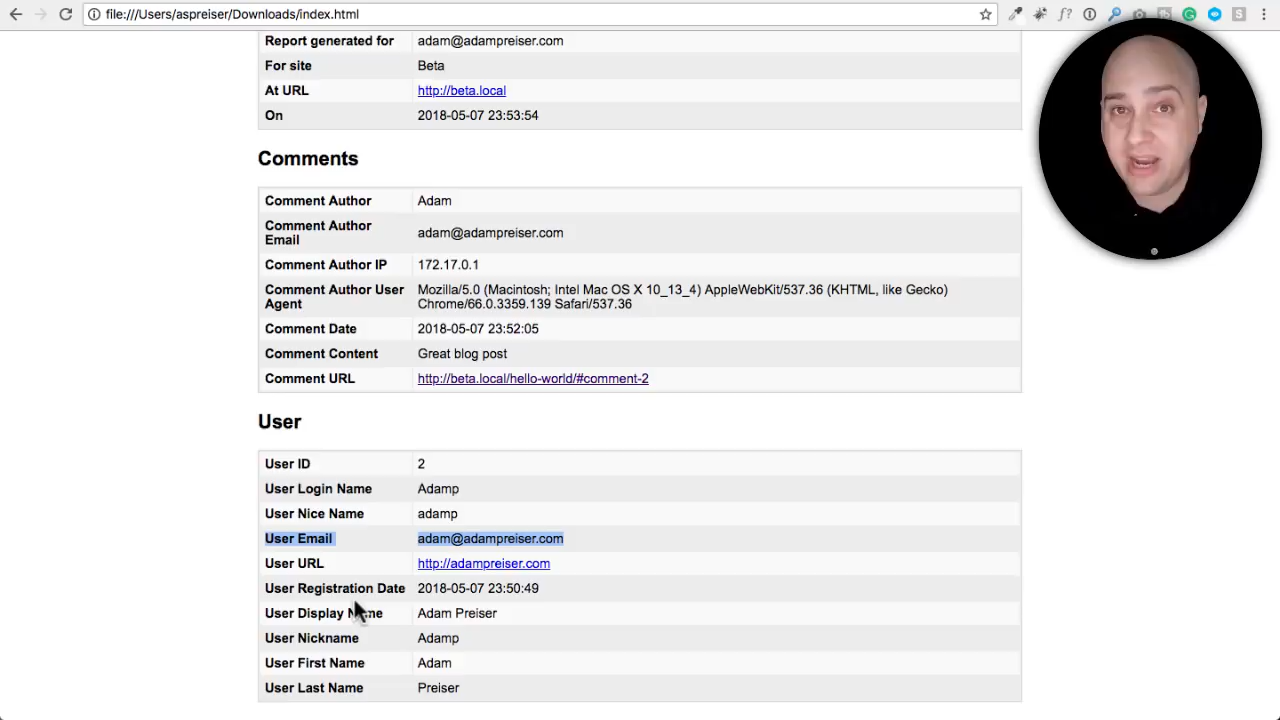 file:///Users/aspreiser/Downloads/index.html
Report generated for adam@adampreiser.com
For site Beta
At URL http://beta.local
On 2018-05-07 23:53:54
Comments
Comment Author Adam
Comment Author Email adam@adampreiser.com
Comment Author IP 172.17.0.1
Comment Author User Agent Mozilla/5.0 (Macintosh; Intel Mac OS X 10_13_4) AppleWebKit/537.36 (KHTML, like Gecko)
Chrome/66.0.3359.139 Safari/537.36
Comment Date 2018-05-07 23:52:05
Comment Content Great blog post
Comment URL http://beta.local/hello-world/#comment-2
User
User ID 2
User Login Name Adamp
User Nice Name adamp
User Email adam@adampreiser.com
User URL http://adampreiser.com
User Registration Date 2018-05-07 23:50:49
User Display Name Adam Preiser
User Nickname Adamp
User First Name Adam
User Last Name Preiser